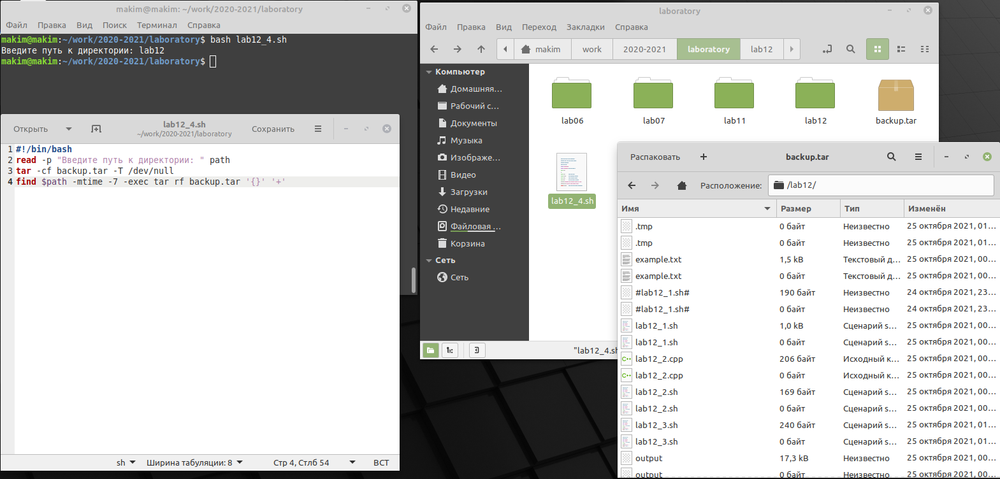 makim@makim: ~/work/2020-2021/laboratory
Файл Правка Вид Поиск Терминал Справка
makim@makim:~/work/2020-2021/laboratory$ bash lab12_4.sh
Введите путь к директории: lab12
makim@makim:~/work/2020-2021/laboratory$
Открыть
lab12_4.sh
~/work/2020-2021/laboratory
Сохранить
1 #!/bin/bash
2 read -p "Введите путь к директории: " path
3 tar -cf backup.tar -T /dev/null
4 find $path -mtime -7 -exec tar rf backup.tar '{}' '+'
sh Ширина табуляции: 8 Стр 4, Стлб 54 ВСТ
laboratory
Файл Правка Вид Переход Закладки Справка
makim work 2020-2021 laboratory lab12
Компьютер
Домашняя…
Рабочий с…
Документы
Музыка
Изображе…
Видео
Загрузки
Недавние
Файловая …
Корзина
Сеть
Сеть
lab06 lab07 lab11 lab12 backup.tar
lab12_4.sh
"lab12_4.sh
Распаковать backup.tar
Расположение: /lab12/
Имя Размер Тип Изменён
.tmp 0 байт Неизвестно 25 октября 2021, 01…
.tmp 0 байт Неизвестно 25 октября 2021, 01…
example.txt 1,5 kB Текстовый д… 25 октября 2021, 00…
example.txt 0 байт Текстовый д… 25 октября 2021, 00…
#lab12_1.sh# 190 байт Неизвестно 24 октября 2021, 23…
#lab12_1.sh# 0 байт Неизвестно 24 октября 2021, 23…
lab12_1.sh 1,0 kB Сценарий s… 25 октября 2021, 00…
lab12_1.sh 0 байт Сценарий s… 25 октября 2021, 00…
lab12_2.cpp 206 байт Исходный к… 25 октября 2021, 00…
lab12_2.cpp 0 байт Исходный к… 25 октября 2021, 00…
lab12_2.sh 169 байт Сценарий s… 25 октября 2021, 00…
lab12_2.sh 0 байт Сценарий s… 25 октября 2021, 00…
lab12_3.sh 240 байт Сценарий s… 25 октября 2021, 01…
lab12_3.sh 0 байт Сценарий s… 25 октября 2021, 01…
output 17,3 kB Неизвестно 25 октября 2021, 00…
output 0 байт Неизвестно 25 октября 2021, 00…